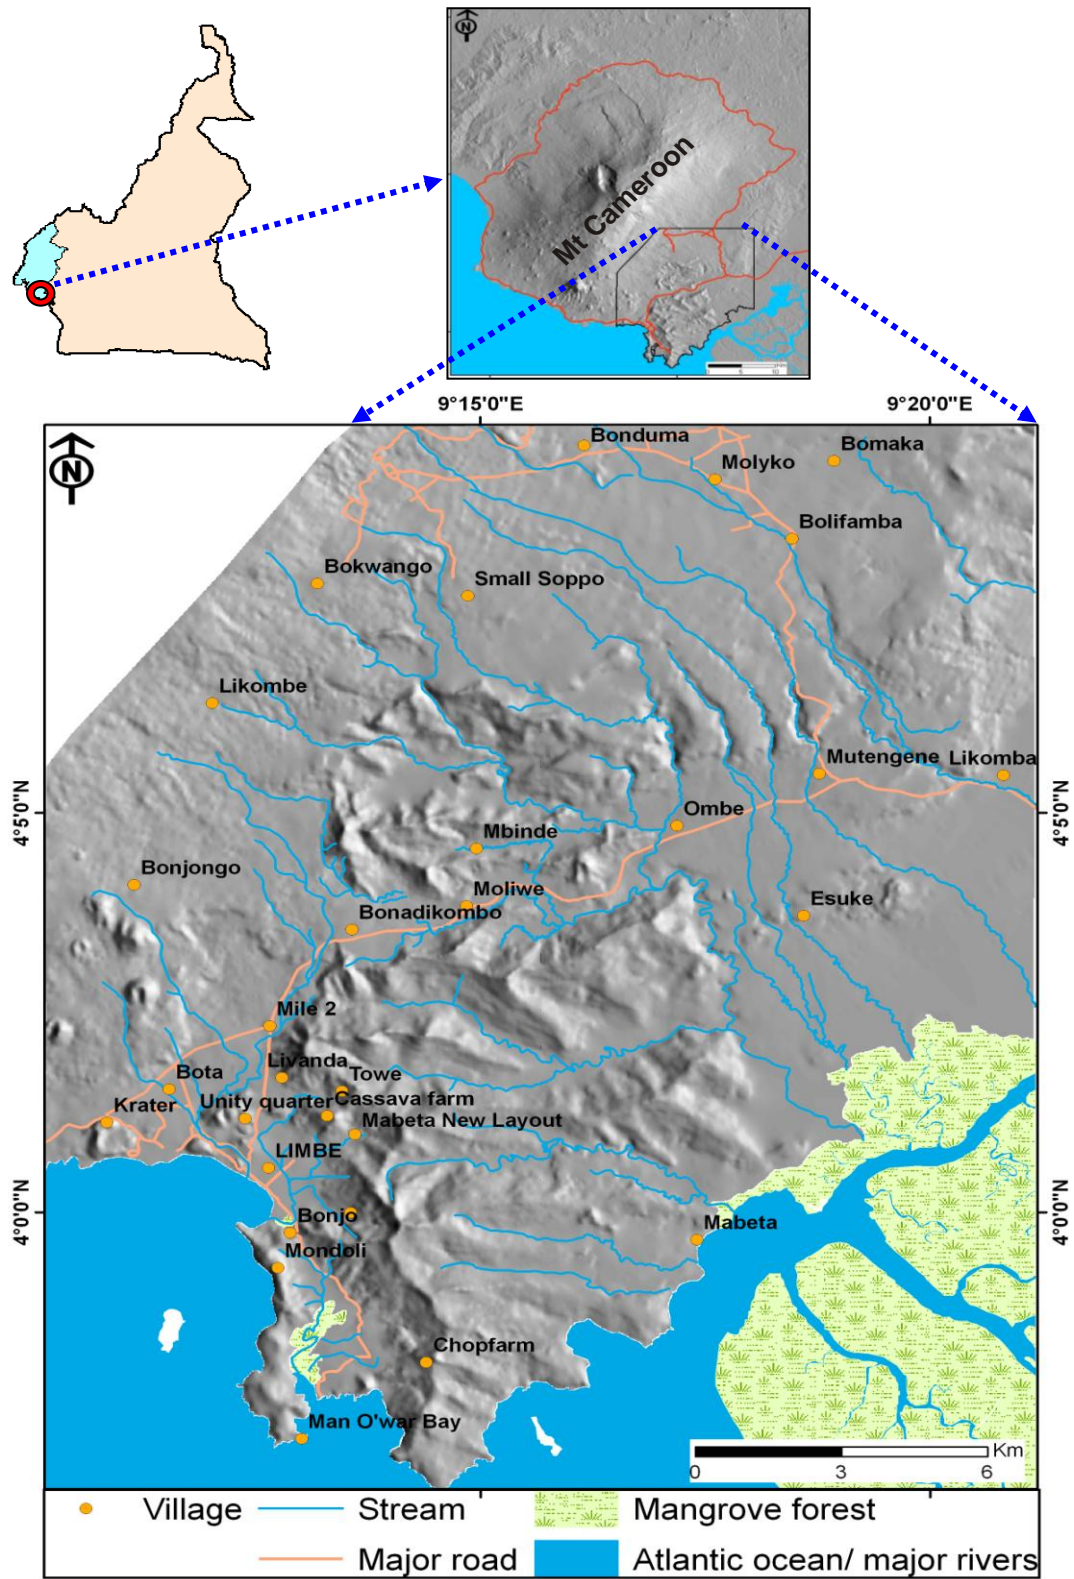 N
Mt Cameroon
9°15'0"E
9°20'0"E
N
Bonduma
Bomaka
Molyko
Bolifamba
Bokwango
Small Soppo
Likombe
Mutengene
Likomba
4°5'0"N
4°5'0"N
Ombe
Mbinde
Bonjongo
Moliwe
Esuke
Bonadikombo
Mile 2
Livanda
Towe
Bota
Unity quarter
Cassava farm
Krater
Mabeta New Layout
LIMBE
4°0'0"N
4°0'0"N
Bonjo
Mabeta
Mondoli
Chopfarm
Man O'war Bay
Km
0 3 6
Village
Stream
Mangrove forest
Major road
Atlantic ocean/ major rivers